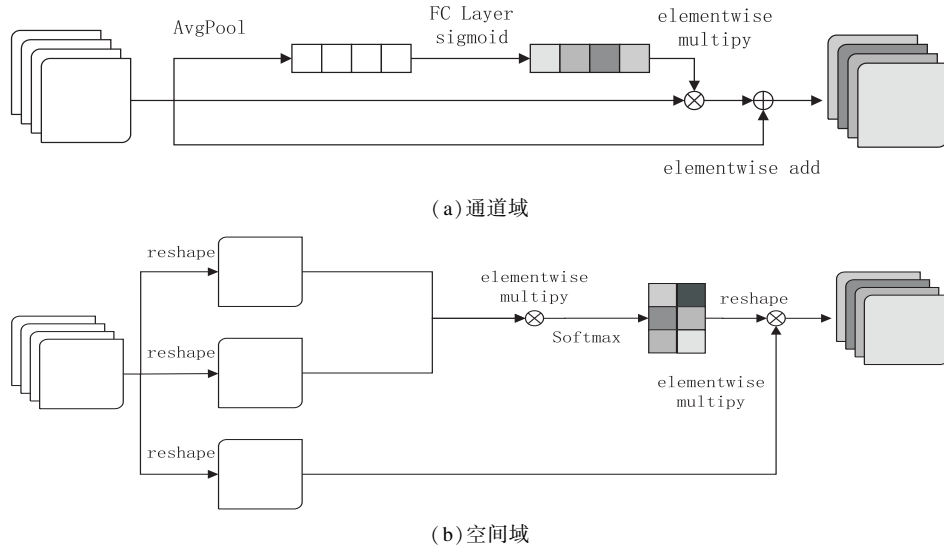 AvgPool
FC Layer
sigmoid
elementwise
multipy
elementwise add
(a)通道域
reshape
elementwise
multipy
reshape
reshape
Softmax
elementwise
multipy
reshape
(b)空间域